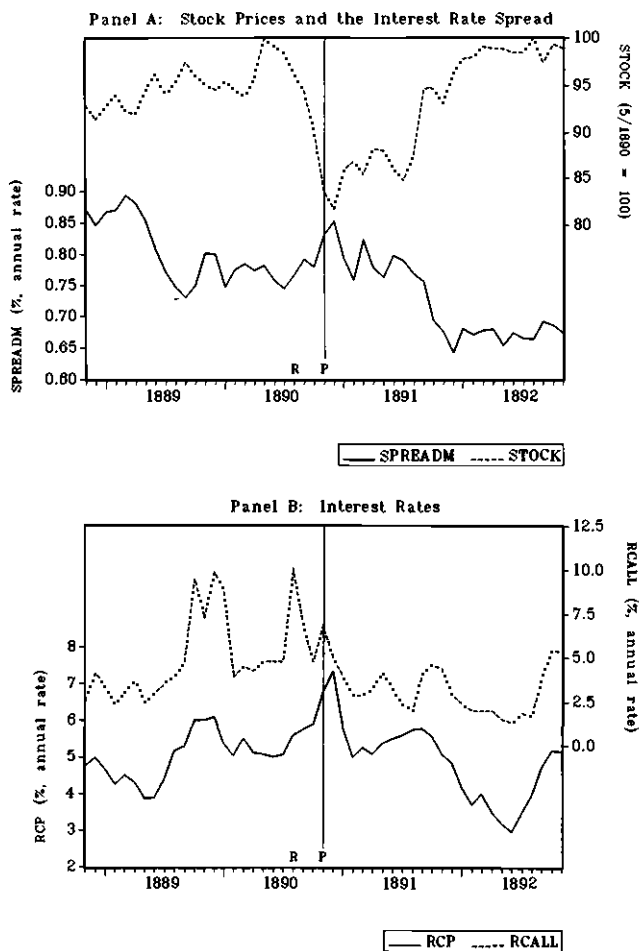 Panel A: Stock Prices and the Interest Rate Spread
SPREADM (%, annual rate)
0.90
0.85
0.80
0.75
0.70
0.65
0.60
100
95
90
85
80
STOCK (5/1890 = 100)
R P
1889 1890 1891 1892
SPREADM STOCK
Panel B: Interest Rates
RCP (%, annual rate)
8
7
6
5
4
3
2
12.5
10.0
7.5
5.0
2.5
0.0
RCALL (%, annual rate)
R P
1889 1890 1891 1892
RCP RCALL